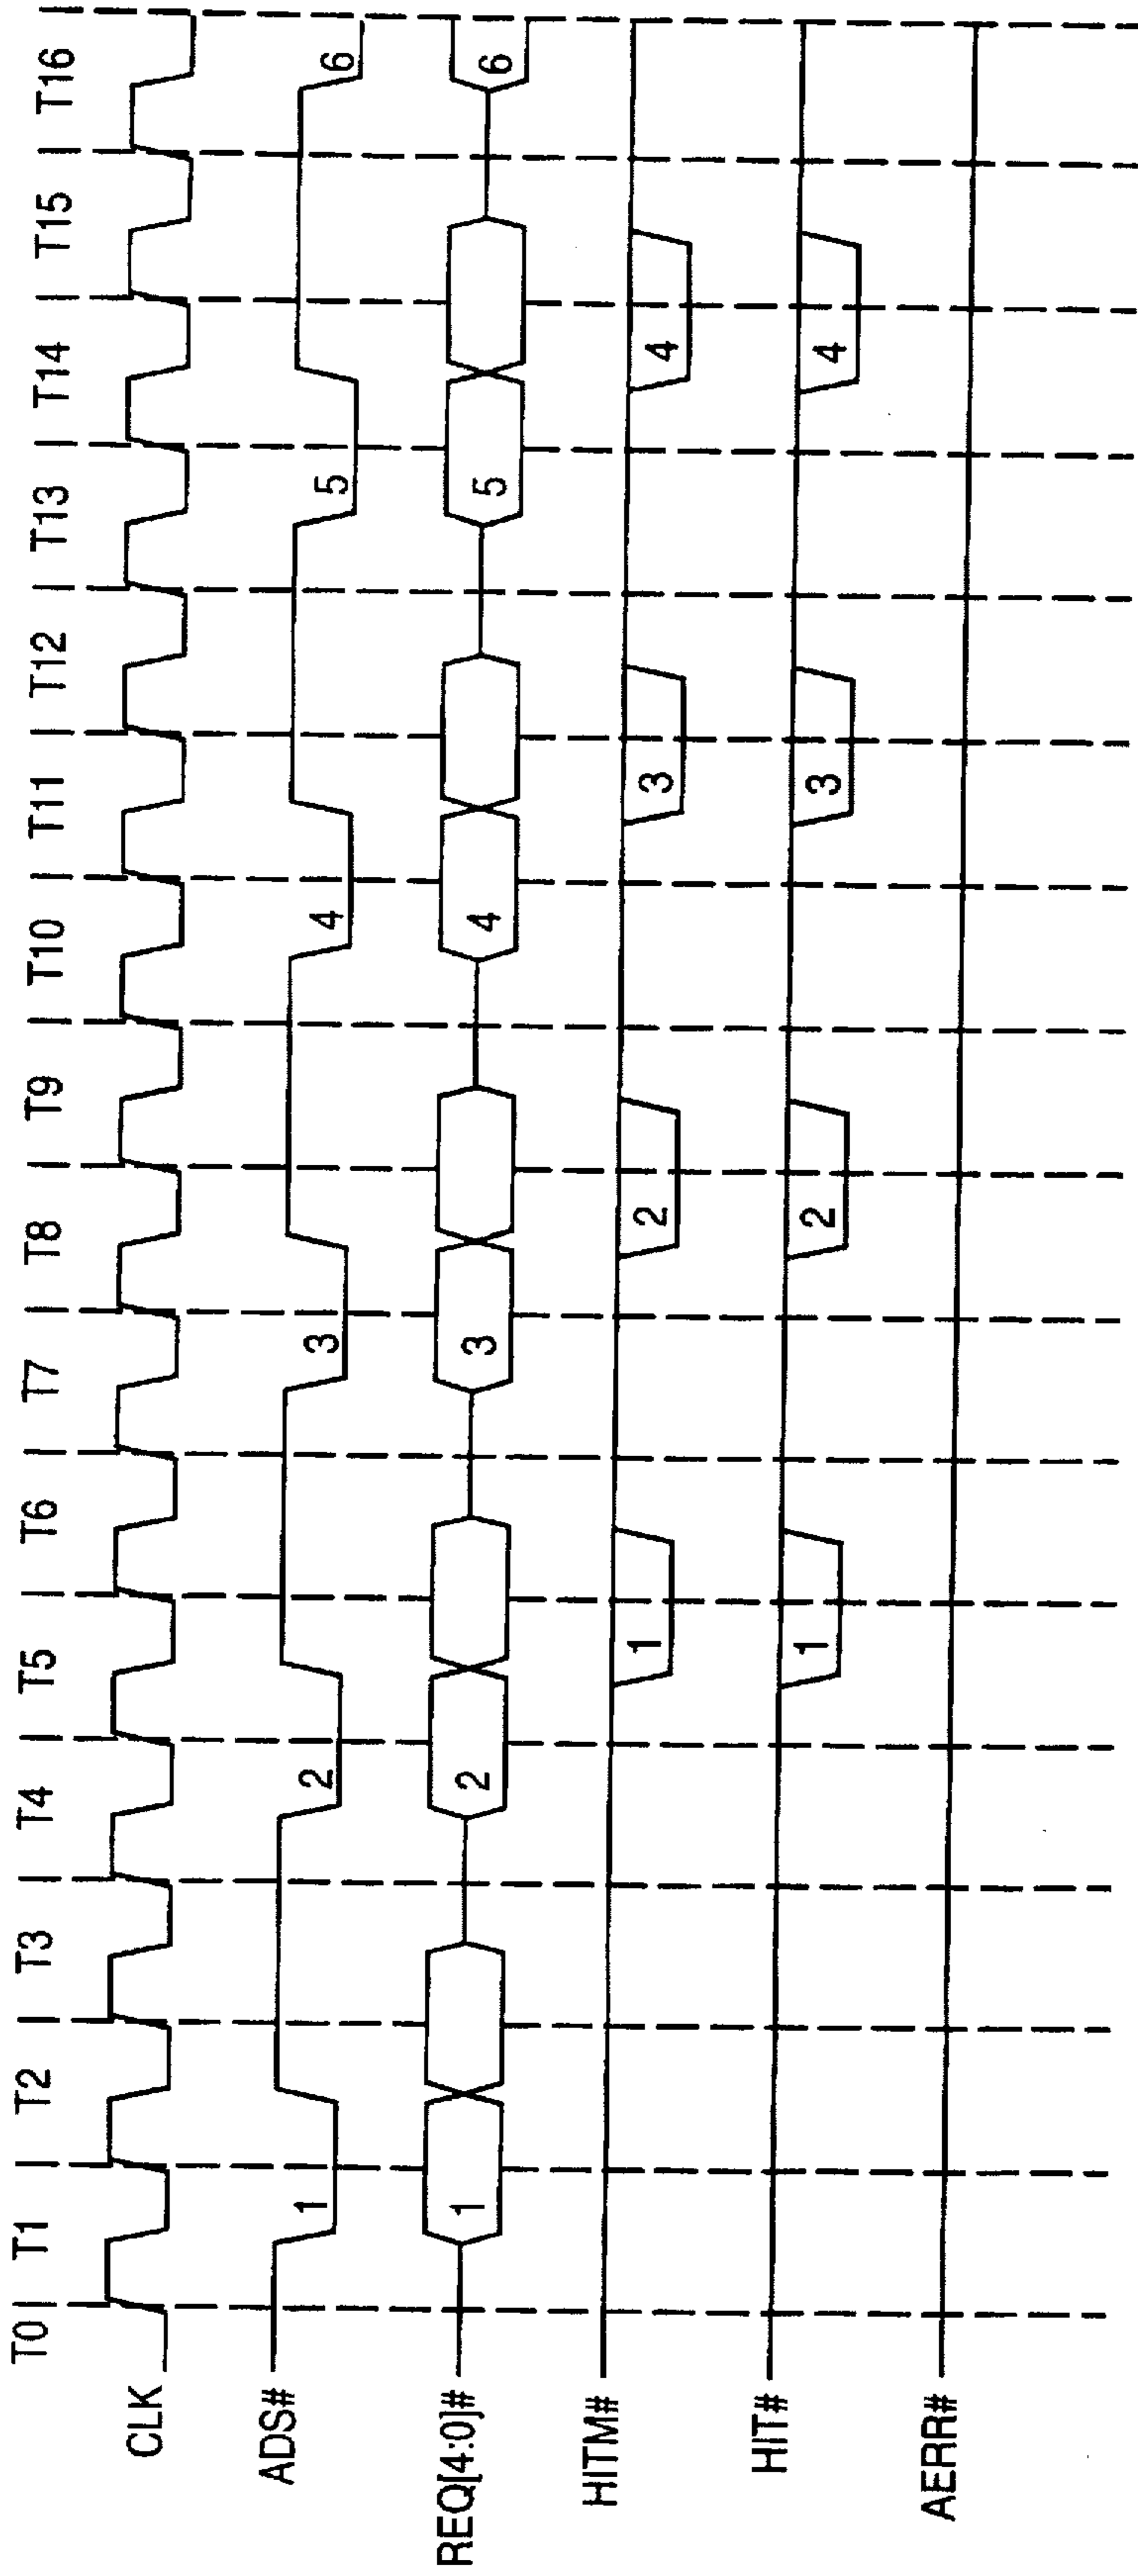 T0 | T1 | T2 | T3 | T4 | T5 | T6 | T7 | T8 | T9 | T10 | T11 | T12 | T13 | T14 | T15 | T16 |
CLK
ADS# 1 2 3 4 5 6
REQ[4:0]# 1 2 3 4 5 6
HITM# 1 2 3 4
HIT# 1 2 3 4
AERR#